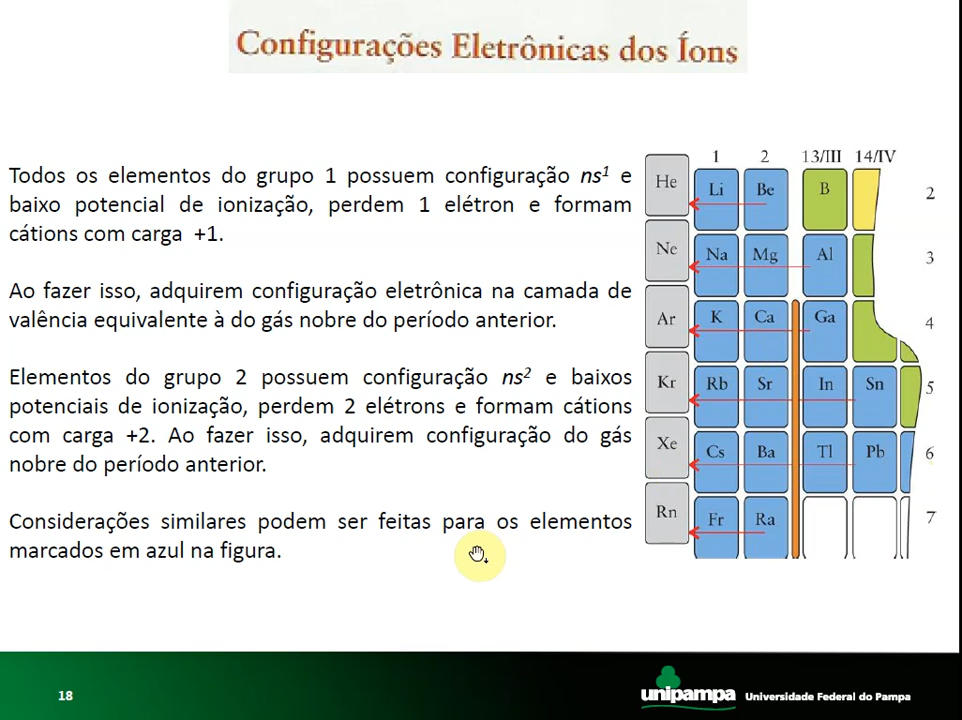 Configurações Eletrônicas dos Íons
Todos os elementos do grupo 1 possuem configuração ns¹ e
baixo potencial de ionização, perdem 1 elétron e formam
cátions com carga +1.
Ao fazer isso, adquirem configuração eletrônica na camada de
valência equivalente à do gás nobre do período anterior.
Elementos do grupo 2 possuem configuração ns² e baixos
potenciais de ionização, perdem 2 elétrons e formam cátions
com carga +2. Ao fazer isso, adquirem configuração do gás
nobre do período anterior.
Considerações similares podem ser feitas para os elementos
marcados em azul na figura.
1 2 13/III 14/IV
He Li Be B 2
Ne Na Mg Al 3
Ar K Ca Ga 4
Kr Rb Sr In Sn 5
Xe Cs Ba Tl Pb 6
Rn Fr Ra 7
18
unipampa Universidade Federal do Pampa